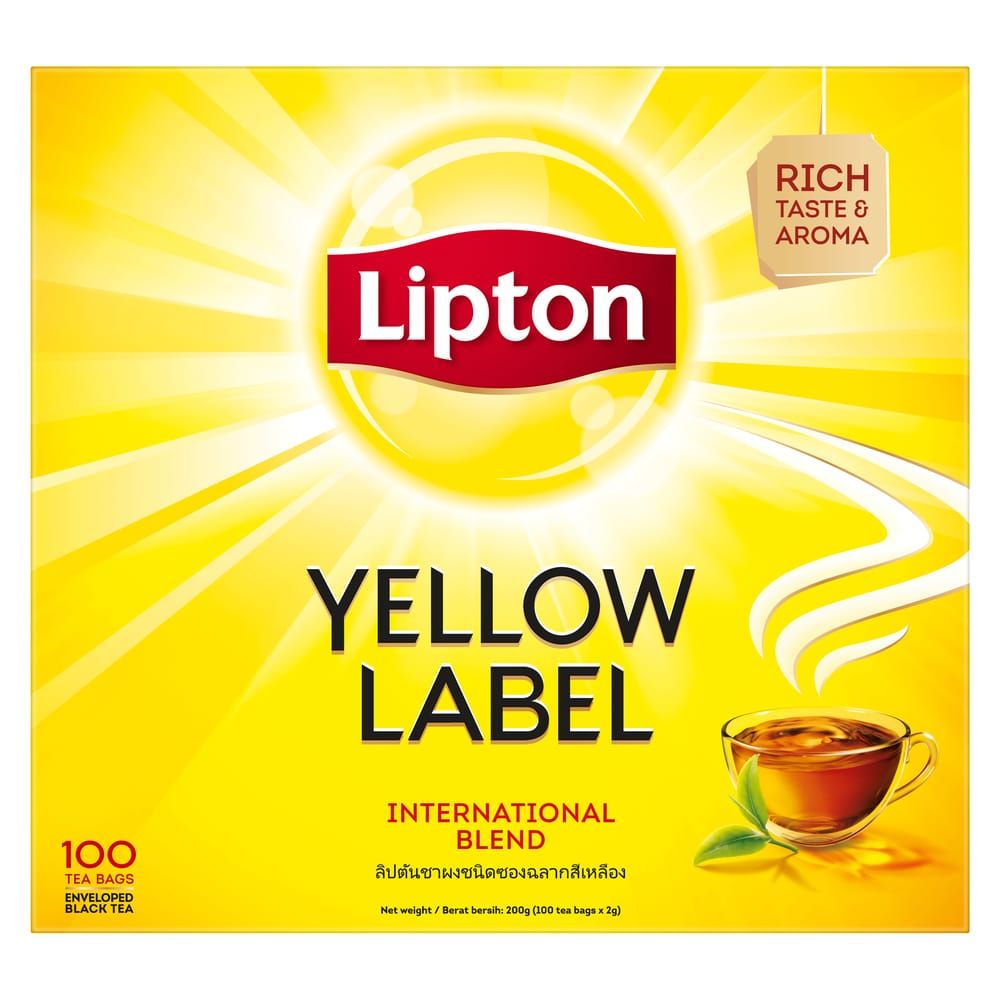 RICH
TASTE &
AROMA
Lipton
YELLOW
LABEL
INTERNATIONAL
BLEND
ลิปตันชาผงชนิดซองฉลากสีเหลือง
100
TEA BAGS
ENVELOPED
BLACK TEA
Net weight / Berat bersih: 200g (100 tea bags x 2g)